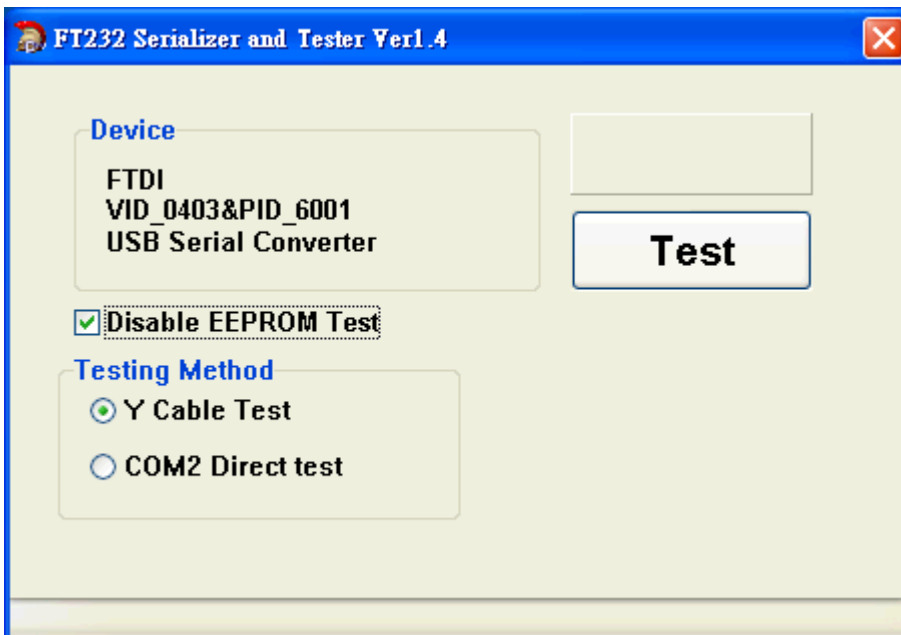 FT232 Serializer and Tester Ver1.4
Device
FTDI
VID_0403&PID_6001
USB Serial Converter
Test
Disable EEPROM Test
Testing Method
Y Cable Test
COM2 Direct test